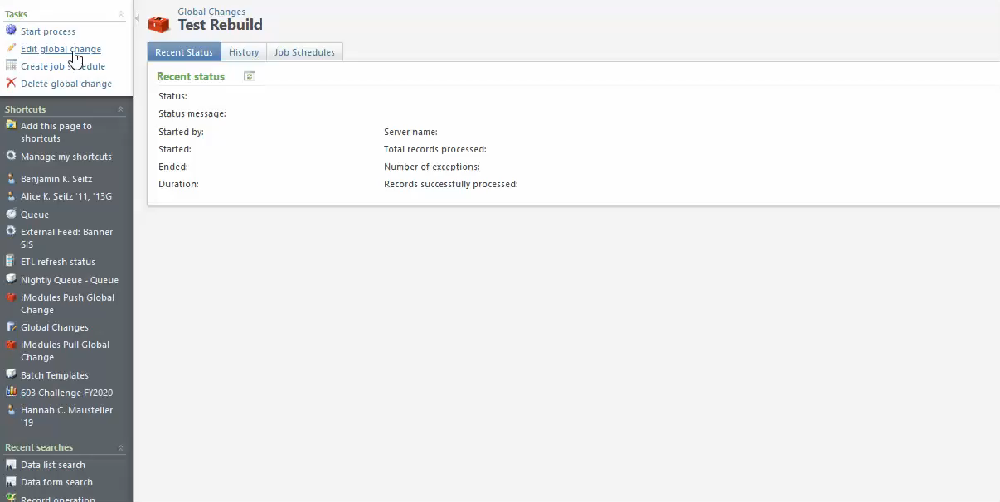 Tasks
Start process
Edit global change
Create job schedule
Delete global change
Shortcuts
Add this page to
shortcuts
Manage my shortcuts
Benjamin K. Seitz
Alice K. Seitz '11, '13G
Queue
External Feed: Banner
SIS
ETL refresh status
Nightly Queue - Queue
iModules Push Global
Change
Global Changes
iModules Pull Global
Change
Batch Templates
603 Challenge FY2020
Hannah C. Mausteller
'19
Recent searches
Data list search
Data form search
Record operation
Global Changes
Test Rebuild
Recent Status
History
Job Schedules
Recent status
Status:
Status message:
Started by:
Server name:
Started:
Total records processed:
Ended:
Number of exceptions:
Duration:
Records successfully processed: